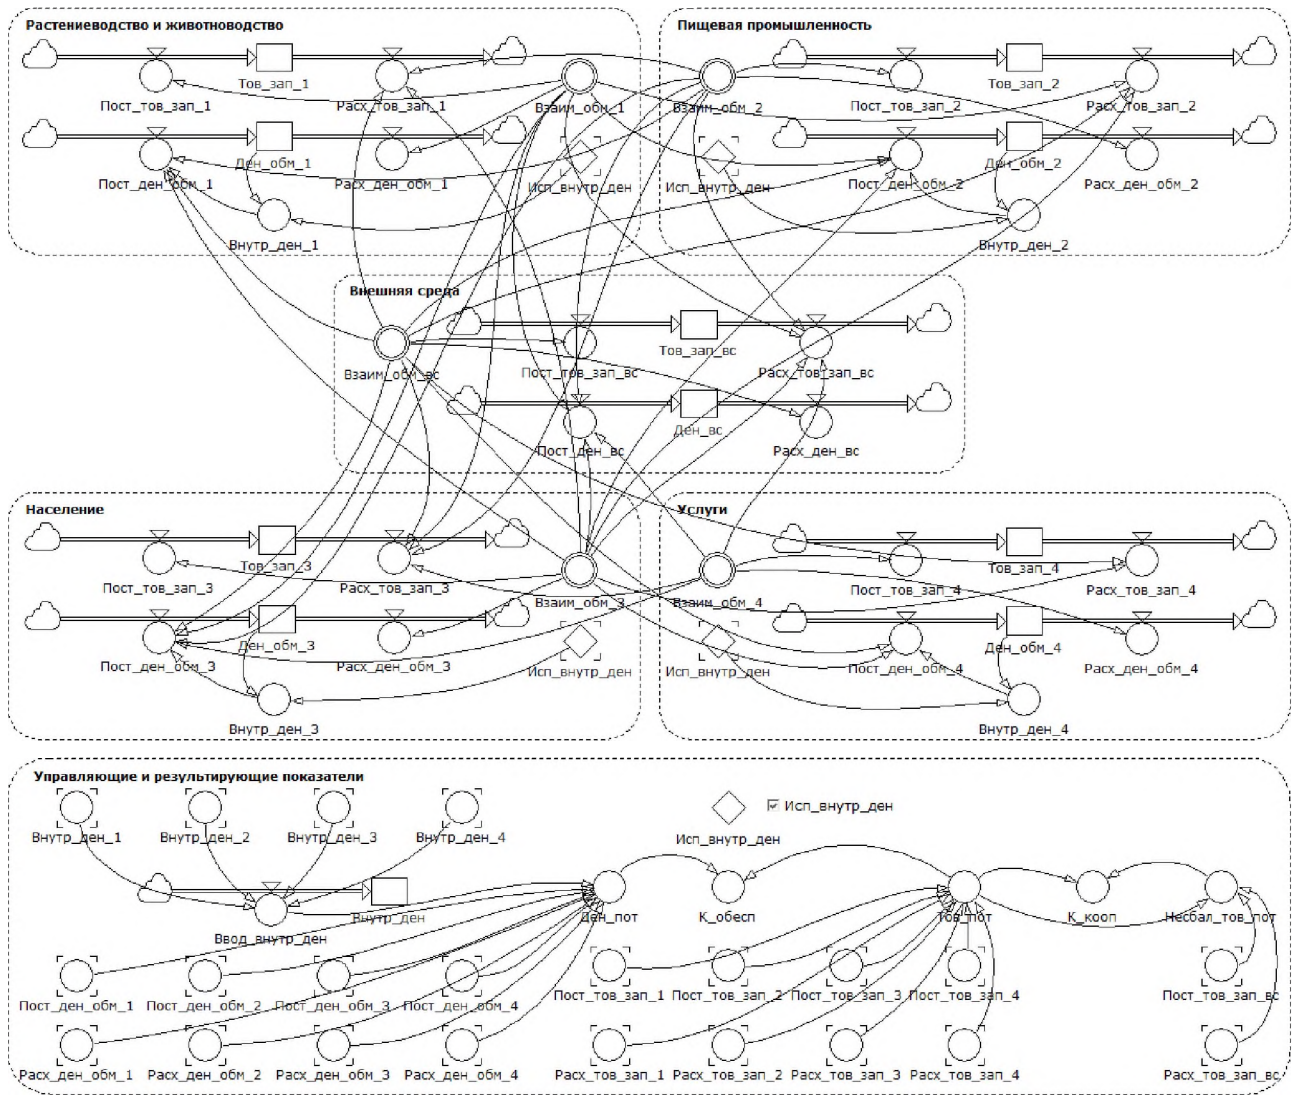 Растениеводство и животноводство
Тов_зап_1
Пост_тов_зап_1
Расх_тов_зап_1
Взаим_обм_1
Ден_обм_1
Пост_ден_обм_1
Расх_ден_обм_1
Исп_внутр_ден
Внутр_ден_1
Пищевая промышленность
Тов_зап_2
Взаим_обм_2
Пост_тов_зап_2
Расх_тов_зап_2
Ден_обм_2
Исп_внутр_ден
Пост_ден_обм_2
Расх_ден_обм_2
Внутр_ден_2
Внешняя среда
Тов_зап_вс
Взаим_обм_вс
Пост_тов_зап_вс
Расх_тов_зап_вс
Ден_вс
Пост_ден_вс
Расх_ден_вс
Население
Тов_зап_3
Пост_тов_зап_3
Расх_тов_зап_3
Взаим_обм_3
Ден_обм_3
Пост_ден_обм_3
Расх_ден_обм_3
Исп_внутр_ден
Внутр_ден_3
Услуги
Тов_зап_4
Взаим_обм_4
Пост_тов_зап_4
Расх_тов_зап_4
Ден_обм_4
Исп_внутр_ден
Пост_ден_обм_4
Расх_ден_обм_4
Внутр_ден_4
Управляющие и результирующие показатели
Исп_внутр_ден
Внутр_ден_1
Внутр_ден_2
Внутр_ден_3
Внутр_ден_4
Исп_внутр_ден
Внутр_ден
Ввод_внутр_ден
Ден_пот
К_обесп
Тов_пот
К_кооп
Несбал_тов_пот
Пост_ден_обм_1
Пост_ден_обм_2
Пост_ден_обм_3
Пост_ден_обм_4
Пост_тов_зап_1
Пост_тов_зап_2
Пост_тов_зап_3
Пост_тов_зап_4
Пост_тов_зап_вс
Расх_ден_обм_1
Расх_ден_обм_2
Расх_ден_обм_3
Расх_ден_обм_4
Расх_тов_зап_1
Расх_тов_зап_2
Расх_тов_зап_3
Расх_тов_зап_4
Расх_тов_зап_вс